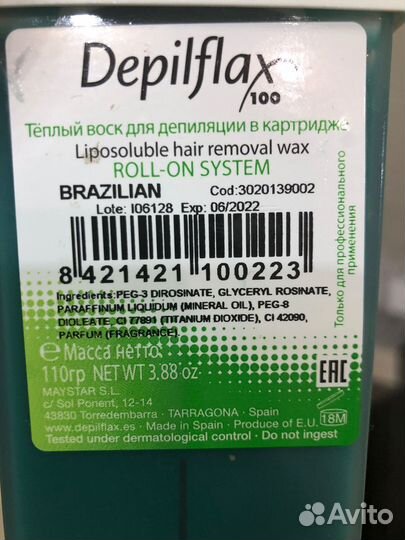 Depilflax
100
Тёплый воск для депиляции в картридже
Liposoluble hair removal wax
ROLL-ON SYSTEM
BRAZILIAN Cod:3020139002
Lote: I06128 Exp: 06/2022
8 421421 100223
Ingredients:PEG-3 DIROSINATE, GLYCERYL ROSINATE,
PARAFFINUM LIQUIDUM (MINERAL OIL), PEG-8
DIOLEATE, CI 77891 (TITANIUM DIOXIDE), CI 42090,
PARFUM (FRAGRANCE).
Только для профессионального
применения
℮ Масса нетто:
110гр NET WT 3.88 oz
MAYSTAR S.L.
c/ Sol Ponent, 12-14
43830 Torredembarra - TARRAGONA - Spain
www.depilflax.es - Made in Spain - Produce of E.U.
Tested under dermatological control - Do not ingest
EAC
18M
Avito